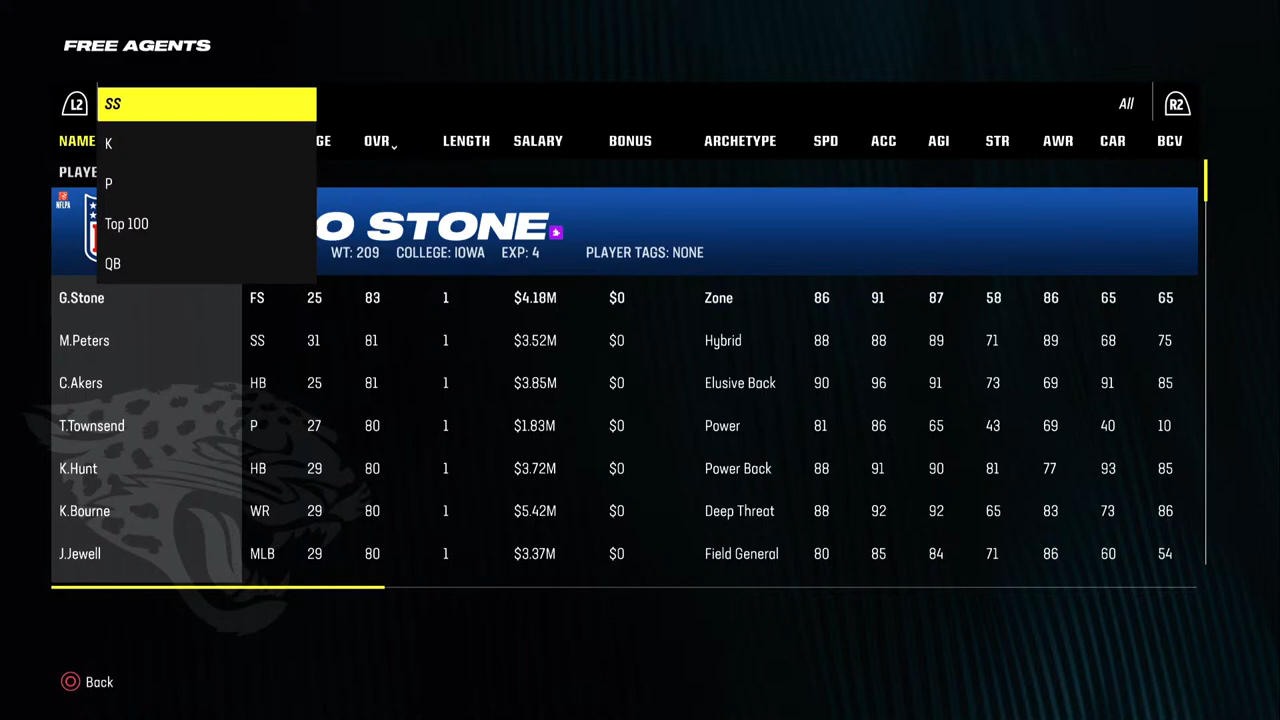 FREE AGENTS
L2 SS All R2
NAME GE OVR LENGTH SALARY BONUS ARCHETYPE SPD ACC AGI STR AWR CAR BCV
K
PLAYE
P
NFLPA
O STONE
Top 100
WT: 209 COLLEGE: IOWA EXP: 4 PLAYER TAGS: NONE
QB
G.Stone FS 25 83 1 $4.18M $0 Zone 86 91 87 58 86 65 65
M.Peters SS 31 81 1 $3.52M $0 Hybrid 88 88 89 71 89 68 75
C.Akers HB 25 81 1 $3.85M $0 Elusive Back 90 96 91 73 69 91 85
T.Townsend P 27 80 1 $1.83M $0 Power 81 86 65 43 69 40 10
K.Hunt HB 29 80 1 $3.72M $0 Power Back 88 91 90 81 77 93 85
K.Bourne WR 29 80 1 $5.42M $0 Deep Threat 88 92 92 65 83 73 86
J.Jewell MLB 29 80 1 $3.37M $0 Field General 80 85 84 71 86 60 54
Back